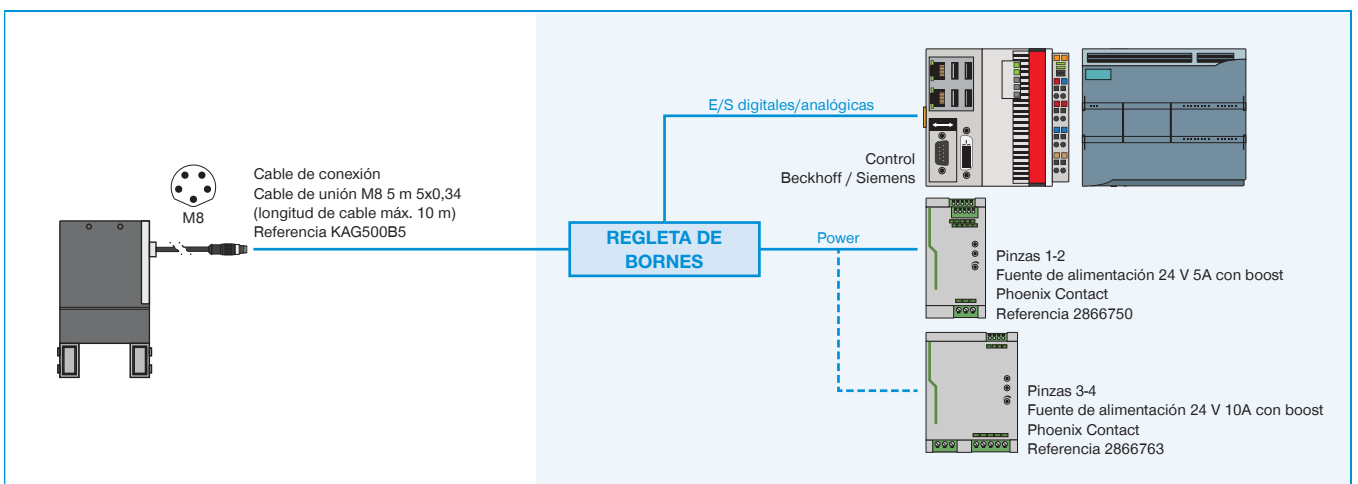 M8
Cable de conexión
Cable de unión M8 5 m 5x0,34
(longitud de cable máx. 10 m)
Referencia KAG500B5
REGLETA DE
BORNES
E/S digitales/analógicas
Control
Beckhoff / Siemens
Power
Pinzas 1-2
Fuente de alimentación 24 V 5A con boost
Phoenix Contact
Referencia 2866750
Pinzas 3-4
Fuente de alimentación 24 V 10A con boost
Phoenix Contact
Referencia 2866763